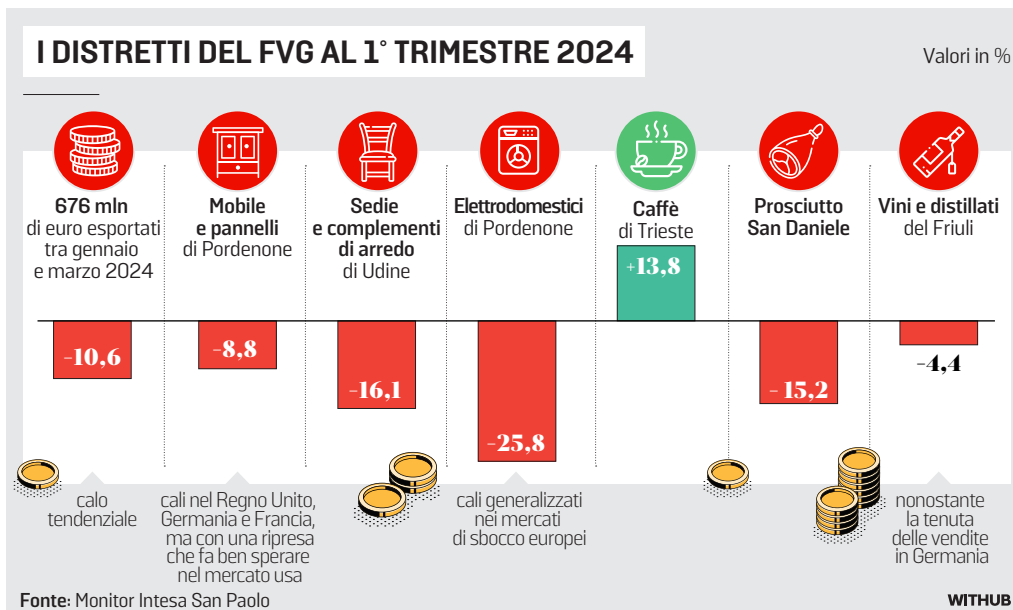 I DISTRETTI DEL FVG AL 1° TRIMESTRE 2024
Valori in %
676 mln
di euro esportati
tra gennaio
e marzo 2024
Mobile
e pannelli
di Pordenone
Sedie
e complementi
di arredo
di Udine
Elettrodomestici
di Pordenone
Caffè
di Trieste
Prosciutto
San Daniele
Vini e distillati
del Friuli
-10,6
-8,8
-16,1
-25,8
+13,8
- 15,2
-4,4
calo
tendenziale
cali nel Regno Unito,
Germania e Francia,
ma con una ripresa
che fa ben sperare
nel mercato usa
cali generalizzati
nei mercati
di sbocco europei
nonostante
la tenuta
delle vendite
in Germania
Fonte: Monitor Intesa San Paolo
WITHUB